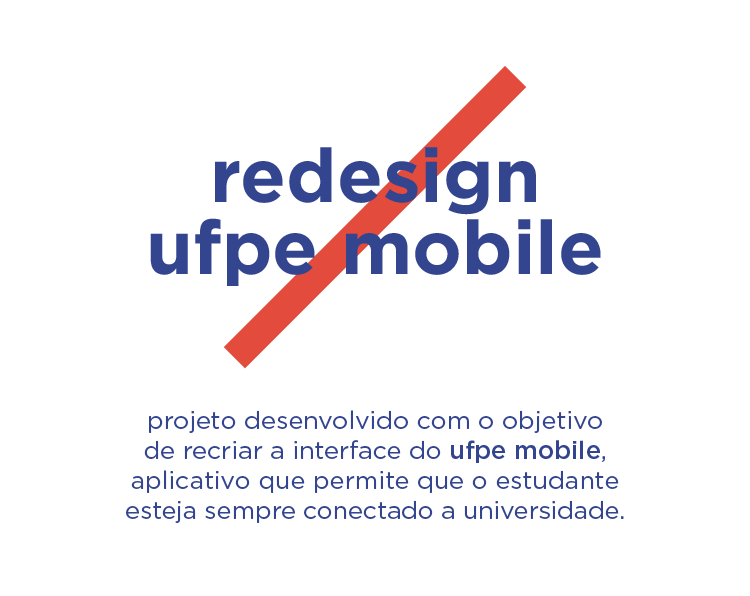 redesign
ufpe mobile
projeto desenvolvido com o objetivo
de recriar a interface do ufpe mobile,
aplicativo que permite que o estudante
esteja sempre conectado a universidade.